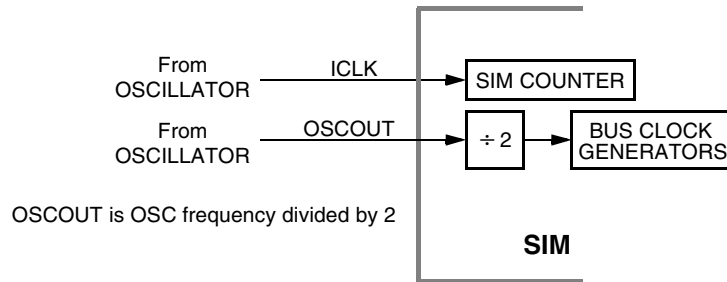 From
OSCILLATOR
ICLK
SIM COUNTER
From
OSCILLATOR
OSCOUT
÷ 2
BUS CLOCK
GENERATORS
OSCOUT is OSC frequency divided by 2
SIM